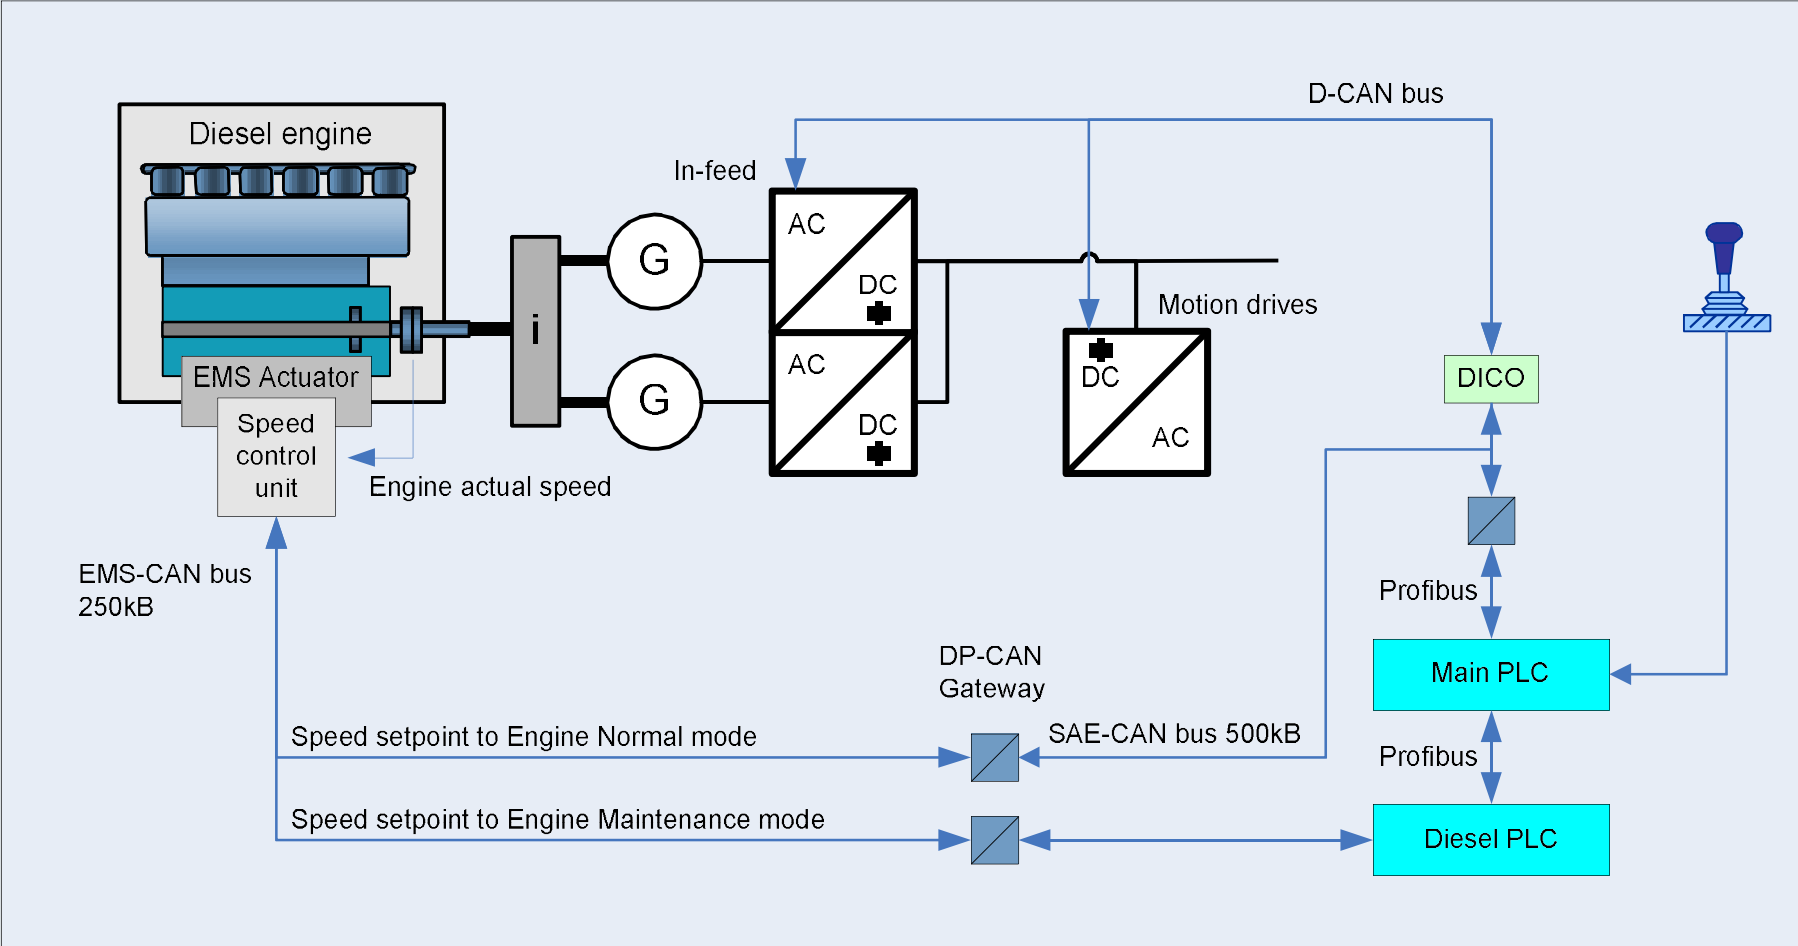 D-CAN bus
Diesel engine
In-feed
AC
DC
G
i
Motion drives
AC
DC
G
DC
AC
DICO
EMS Actuator
Speed
control
unit
Engine actual speed
EMS-CAN bus
250kB
Profibus
Main PLC
DP-CAN
Gateway
Speed setpoint to Engine Normal mode
SAE-CAN bus 500kB
Profibus
Speed setpoint to Engine Maintenance mode
Diesel PLC